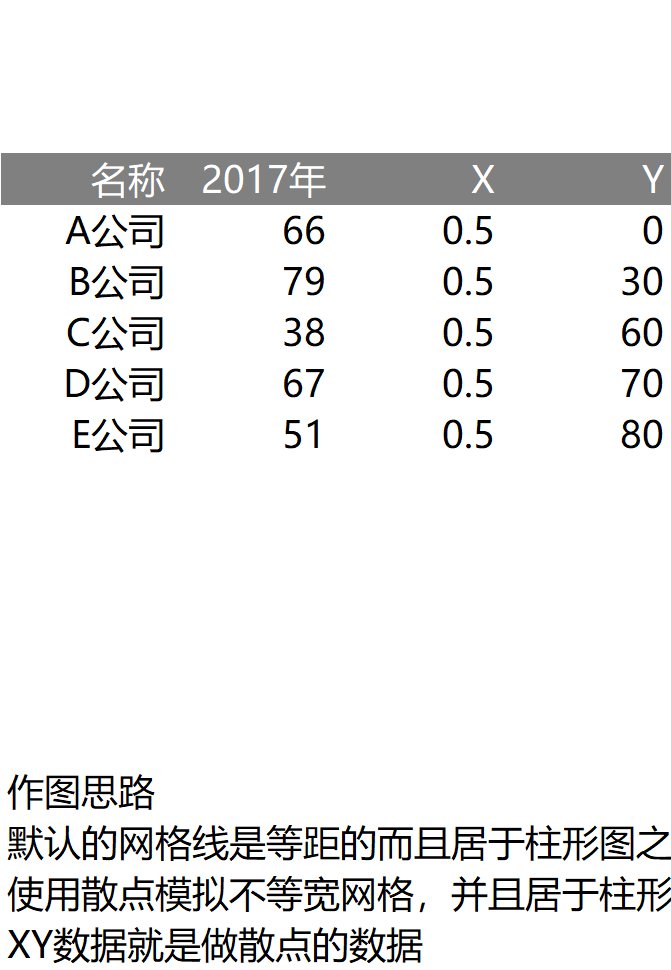 名称 2017年 X Y
A公司 66 0.5 0
B公司 79 0.5 30
C公司 38 0.5 60
D公司 67 0.5 70
E公司 51 0.5 80
作图思路
默认的网格线是等距的而且居于柱形图之
使用散点模拟不等宽网格，并且居于柱形
XY数据就是做散点的数据